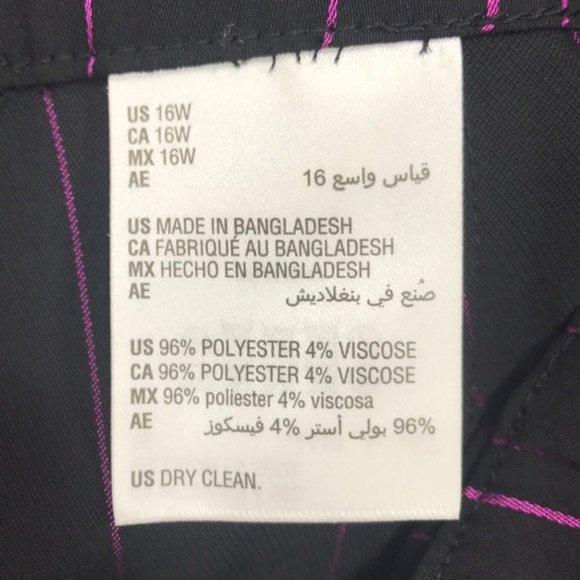 US 16W
CA 16W
MX 16W
AE قياس واسع 16
US MADE IN BANGLADESH
CA FABRIQUÉ AU BANGLADESH
MX HECHO EN BANGLADESH
AE صُنع في بنغلاديش
US 96% POLYESTER 4% VISCOSE
CA 96% POLYESTER 4% VISCOSE
MX 96% poliester 4% viscosa
AE 96% بولي أستر 4% فيسكوز
US DRY CLEAN.